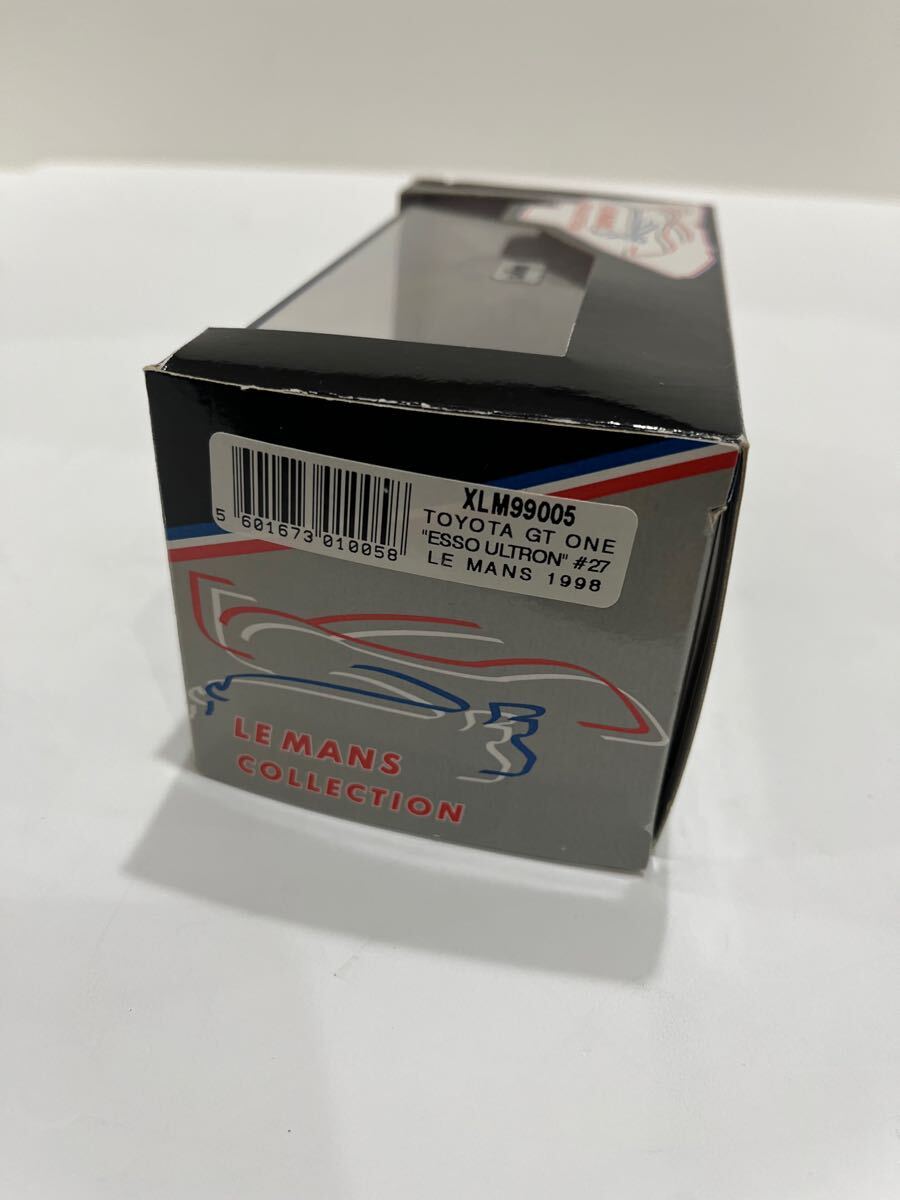 XLM99005
TOYOTA GT ONE
"ESSO ULTRON" #27
LE MANS 1998
5 601673 010058
LE MANS
COLLECTION